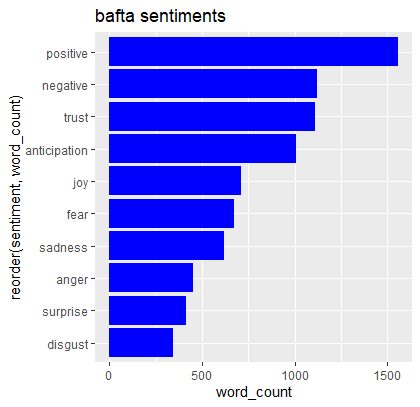 bafta sentiments
reorder(sentiment, word_count)
positive
negative
trust
anticipation
joy
fear
sadness
anger
surprise
disgust
0 500 1000 1500
word_count